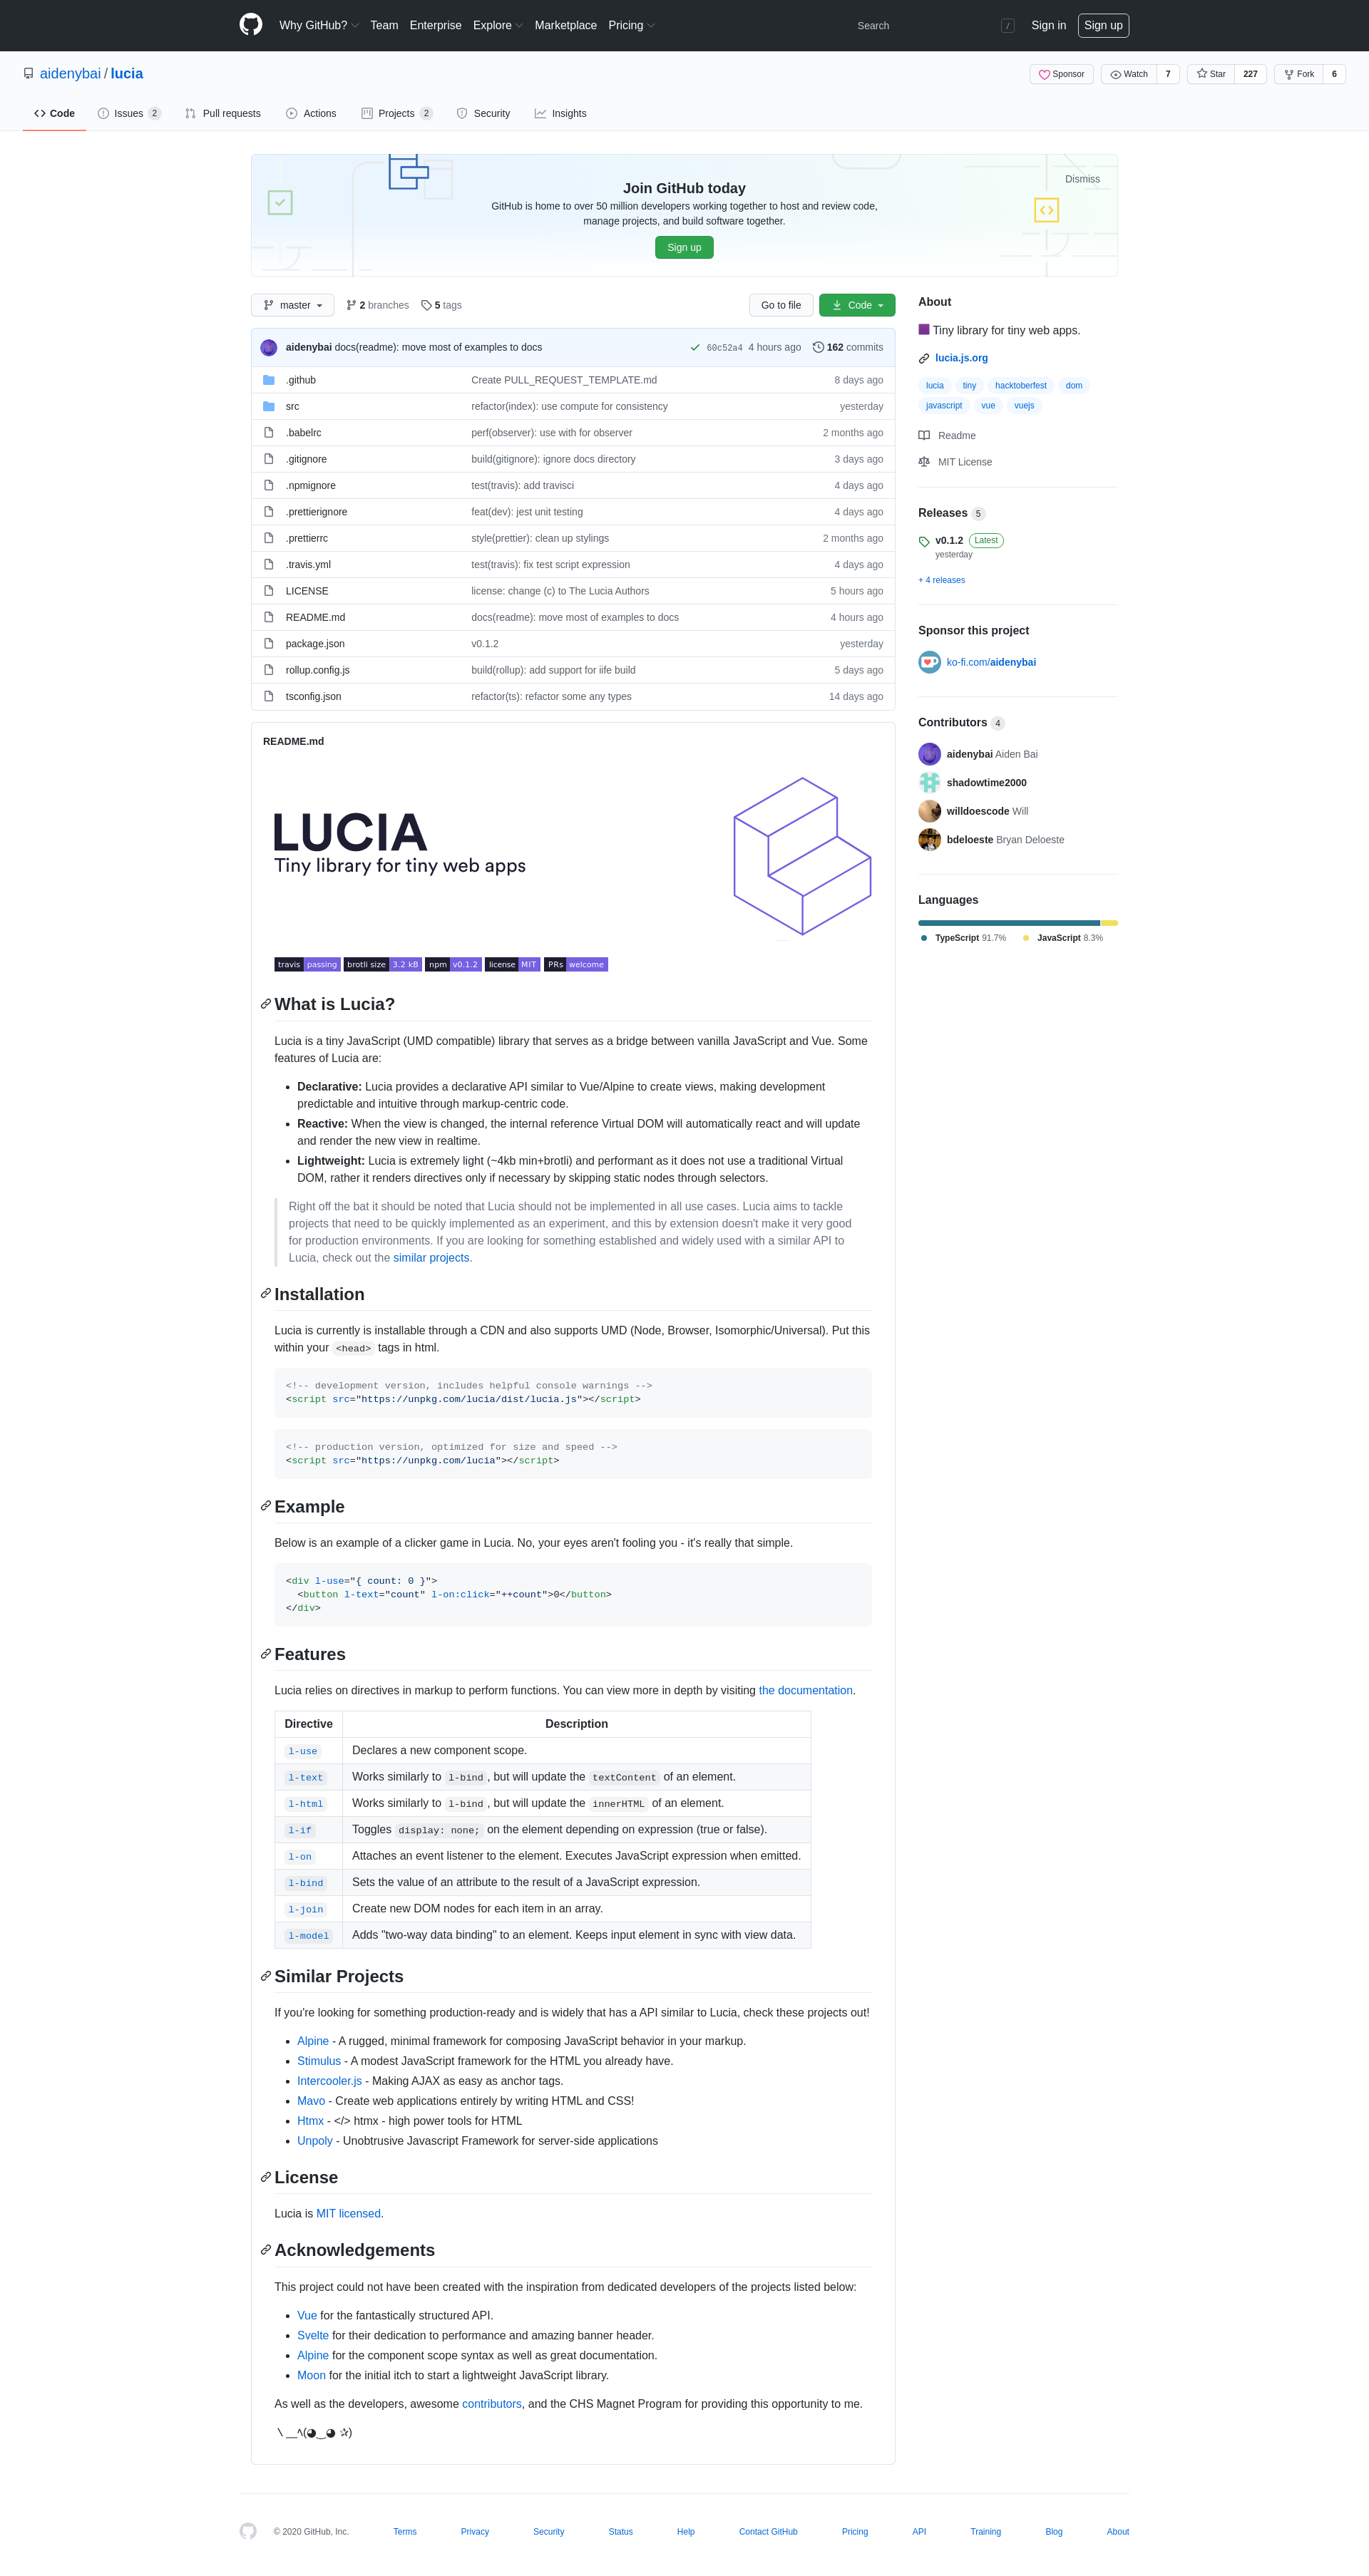 Why GitHub? Team Enterprise Explore Marketplace Pricing Search / Sign in Sign up
aidenybai / lucia
Sponsor Watch 7 Star 227 Fork 6
Code Issues 2 Pull requests Actions Projects 2 Security Insights
Dismiss
Join GitHub today
GitHub is home to over 50 million developers working together to host and review code,
manage projects, and build software together.
Sign up
master 2 branches 5 tags Go to file Code
aidenybai docs(readme): move most of examples to docs 60c52a4 4 hours ago 162 commits
.github Create PULL_REQUEST_TEMPLATE.md 8 days ago
src refactor(index): use compute for consistency yesterday
.babelrc perf(observer): use with for observer 2 months ago
.gitignore build(gitignore): ignore docs directory 3 days ago
.npmignore test(travis): add travisci 4 days ago
.prettierignore feat(dev): jest unit testing 4 days ago
.prettierrc style(prettier): clean up stylings 2 months ago
.travis.yml test(travis): fix test script expression 4 days ago
LICENSE license: change (c) to The Lucia Authors 5 hours ago
README.md docs(readme): move most of examples to docs 4 hours ago
package.json v0.1.2 yesterday
rollup.config.js build(rollup): add support for iife build 5 days ago
tsconfig.json refactor(ts): refactor some any types 14 days ago
README.md
LUCIA
Tiny library for tiny web apps
travis passing brotli size 3.2 kB npm v0.1.2 license MIT PRs welcome
What is Lucia?
Lucia is a tiny JavaScript (UMD compatible) library that serves as a bridge between vanilla JavaScript and Vue. Some
features of Lucia are:
• Declarative: Lucia provides a declarative API similar to Vue/Alpine to create views, making development
predictable and intuitive through markup-centric code.
• Reactive: When the view is changed, the internal reference Virtual DOM will automatically react and will update
and render the new view in realtime.
• Lightweight: Lucia is extremely light (~4kb min+brotli) and performant as it does not use a traditional Virtual
DOM, rather it renders directives only if necessary by skipping static nodes through selectors.
Right off the bat it should be noted that Lucia should not be implemented in all use cases. Lucia aims to tackle
projects that need to be quickly implemented as an experiment, and this by extension doesn't make it very good
for production environments. If you are looking for something established and widely used with a similar API to
Lucia, check out the similar projects.
Installation
Lucia is currently is installable through a CDN and also supports UMD (Node, Browser, Isomorphic/Universal). Put this
within your <head> tags in html.
<!-- development version, includes helpful console warnings -->
<script src="https://unpkg.com/lucia/dist/lucia.js"></script>
<!-- production version, optimized for size and speed -->
<script src="https://unpkg.com/lucia"></script>
Example
Below is an example of a clicker game in Lucia. No, your eyes aren't fooling you - it's really that simple.
<div l-use="{ count: 0 }">
<button l-text="count" l-on:click="++count">0</button>
</div>
Features
Lucia relies on directives in markup to perform functions. You can view more in depth by visiting the documentation.
Directive Description
l-use Declares a new component scope.
l-text Works similarly to l-bind, but will update the textContent of an element.
l-html Works similarly to l-bind, but will update the innerHTML of an element.
l-if Toggles display: none; on the element depending on expression (true or false).
l-on Attaches an event listener to the element. Executes JavaScript expression when emitted.
l-bind Sets the value of an attribute to the result of a JavaScript expression.
l-join Create new DOM nodes for each item in an array.
l-model Adds "two-way data binding" to an element. Keeps input element in sync with view data.
Similar Projects
If you're looking for something production-ready and is widely that has a API similar to Lucia, check these projects out!
• Alpine - A rugged, minimal framework for composing JavaScript behavior in your markup.
• Stimulus - A modest JavaScript framework for the HTML you already have.
• Intercooler.js - Making AJAX as easy as anchor tags.
• Mavo - Create web applications entirely by writing HTML and CSS!
• Htmx - </> htmx - high power tools for HTML
• Unpoly - Unobtrusive Javascript Framework for server-side applications
License
Lucia is MIT licensed.
Acknowledgements
This project could not have been created with the inspiration from dedicated developers of the projects listed below:
• Vue for the fantastically structured API.
• Svelte for their dedication to performance and amazing banner header.
• Alpine for the component scope syntax as well as great documentation.
• Moon for the initial itch to start a lightweight JavaScript library.
As well as the developers, awesome contributors, and the CHS Magnet Program for providing this opportunity to me.
\__ﾍ(◕‿◕ ✰)
About
Tiny library for tiny web apps.
lucia.js.org
lucia tiny hacktoberfest dom
javascript vue vuejs
Readme
MIT License
Releases 5
v0.1.2 Latest
yesterday
+ 4 releases
Sponsor this project
ko-fi.com/aidenybai
Contributors 4
aidenybai Aiden Bai
shadowtime2000
willdoescode Will
bdeloeste Bryan Deloeste
Languages
TypeScript 91.7% JavaScript 8.3%
© 2020 GitHub, Inc. Terms Privacy Security Status Help Contact GitHub Pricing API Training Blog About